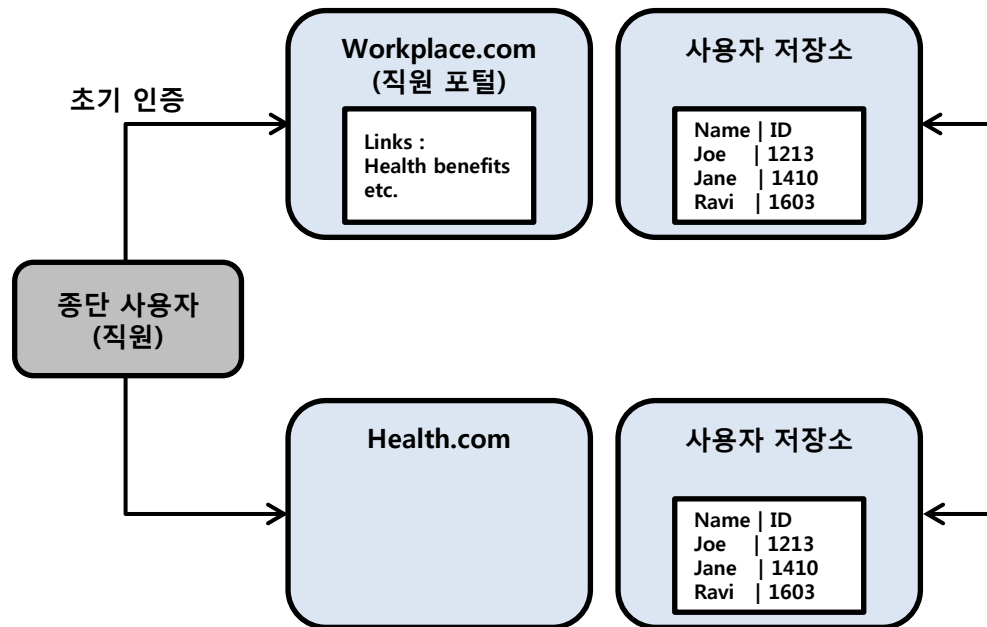 초기 인증
Workplace.com
(직원 포털)
Links :
Health benefits
etc.
사용자 저장소
Name | ID
Joe | 1213
Jane | 1410
Ravi | 1603
종단 사용자
(직원)
Health.com
사용자 저장소
Name | ID
Joe | 1213
Jane | 1410
Ravi | 1603